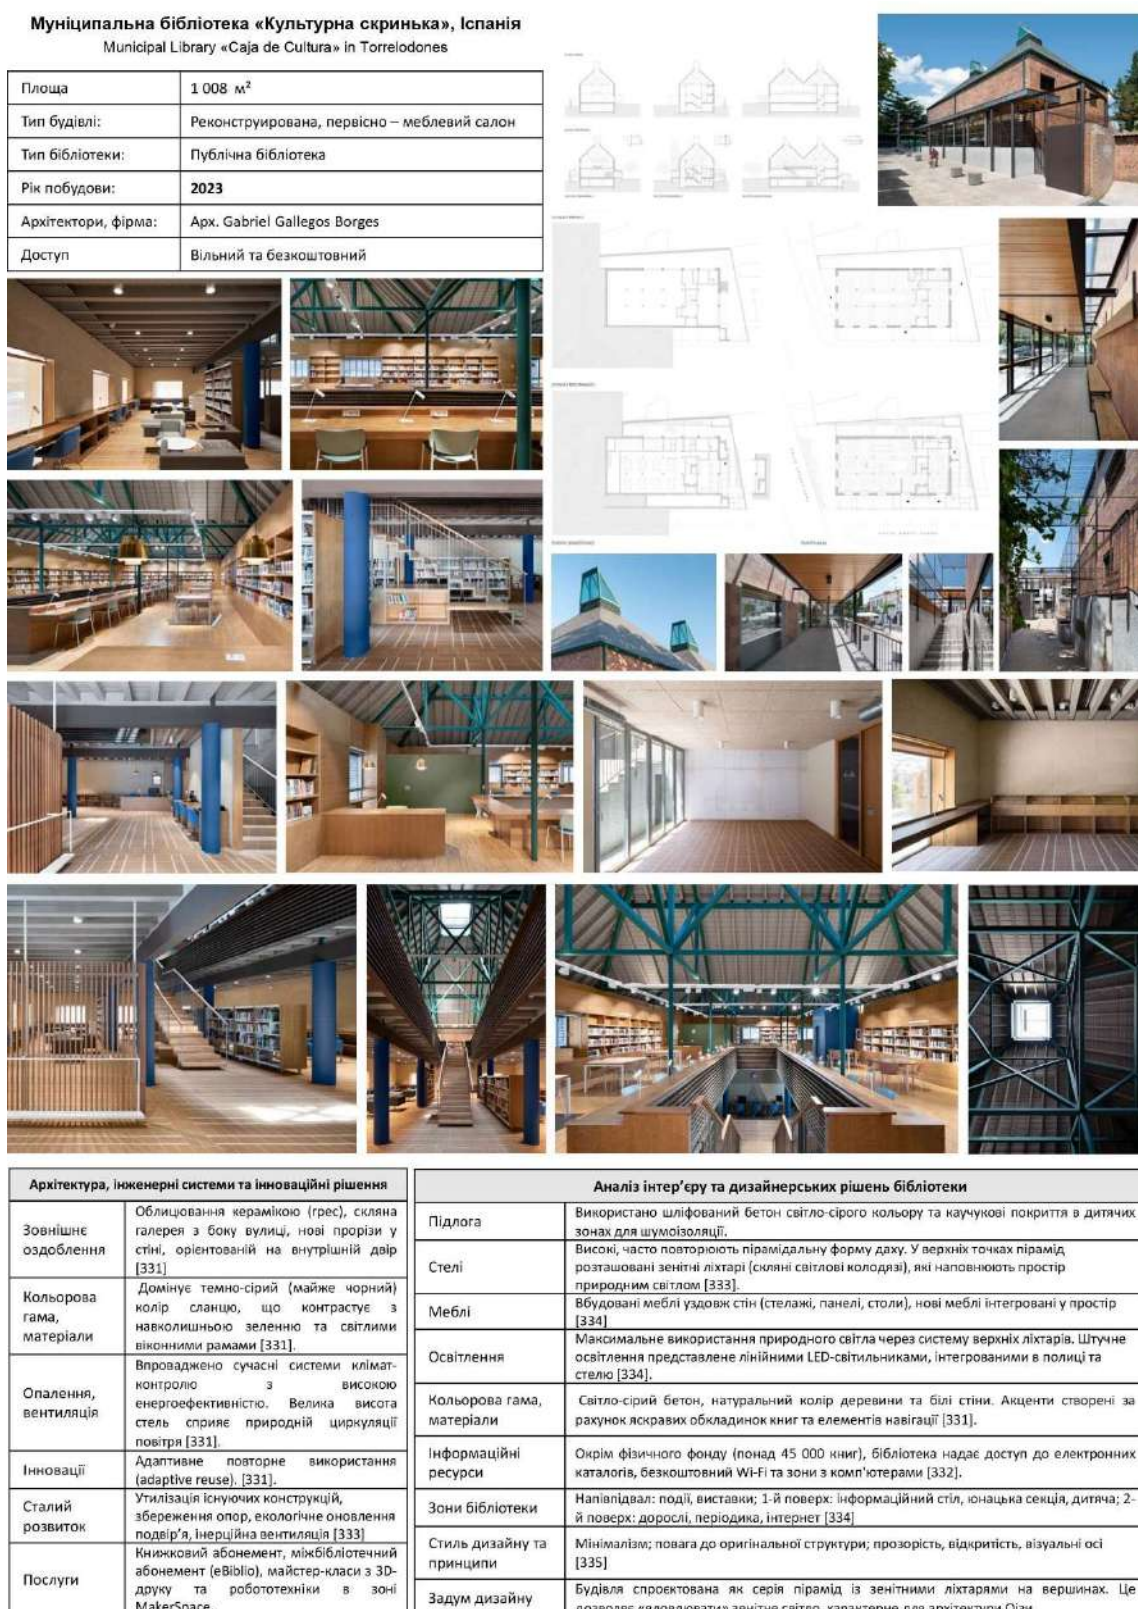 Муніципальна бібліотека «Культурна скринька», Іспанія
Municipal Library «Caja de Cultura» in Torrelodones
Площа
1 008 м²
Тип будівлі:
Реконструирована, первісно – меблевий салон
Тип бібліотеки:
Публічна бібліотека
Рік побудови:
2023
Архітектори, фірма:
Арх. Gabriel Gallegos Borges
Доступ
Вільний та безкоштовний
Архітектура, інженерні системи та інноваційні рішення
Зовнішнє
оздоблення
Облицювання керамікою (грес), скляна
галерея з боку вулиці, нові прорізи у
стіні, орієнтованій на внутрішній двір
[331]
Кольорова
гама,
матеріали
Домінує темно-сірий (майже чорний)
колір сланцю, що контрастує з
навколишньою зеленню та світлими
віконними рамами [331].
Опалення,
вентиляція
Впроваджено сучасні системи клімат-
контролю з високою
енергоефективністю. Велика висота
стель сприяє природній циркуляції
повітря [331].
Інновації
Адаптивне повторне використання
(adaptive reuse). [331].
Сталий
розвиток
Утилізація існуючих конструкцій,
збереження опор, екологічне оновлення
подвір’я, інерційна вентиляція [333]
Послуги
Книжковий абонемент, міжбібліотечний
абонемент (eBiblio), майстер-класи з 3D-
друку та робототехніки в зоні
MakerSpace
Аналіз інтер’єру та дизайнерських рішень бібліотеки
Підлога
Використано шліфований бетон світло-сірого кольору та каучукові покриття в дитячих
зонах для шумоізоляції.
Стелі
Високі, часто повторюють пірамідальну форму даху. У верхніх точках пірамід
розташовані зенітні ліхтарі (скляні світлові колодязі), які наповнюють простір
природним світлом [333].
Меблі
Вбудовані меблі уздовж стін (стелажі, панелі, столи), нові меблі інтегровані у простір
[334]
Освітлення
Максимальне використання природного світла через систему верхніх ліхтарів. Штучне
освітлення представлене лінійними LED-світильниками, інтегрованими в полиці та
стелю [334].
Кольорова гама,
матеріали
Світло-сірий бетон, натуральний колір деревини та білі стіни. Акценти створені за
рахунок яскравих обкладинок книг та елементів навігації [331].
Інформаційні
ресурси
Окрім фізичного фонду (понад 45 000 книг), бібліотека надає доступ до електронних
каталогів, безкоштовний Wi-Fi та зони з комп’ютерами [332].
Зони бібліотеки
Напівпідвал: події, виставки; 1-й поверх: інформаційний стіл, юнацька секція, дитяча; 2-
й поверх: дорослі, періодика, інтернет [334]
Стиль дизайну та
принципи
Мінімалізм; повага до оригінальної структури; прозорість, відкритість, візуальні осі
[335]
Задум дизайну
Будівля спроєктована як серія пірамід із зенітними ліхтарями на вершинах. Це